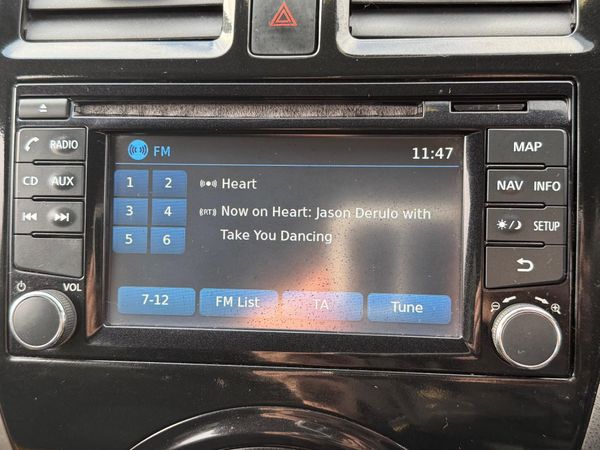 RADIO
CD
AUX
VOL
FM
11:47
1
2
Heart
3
4
RT
Now on Heart: Jason Derulo with
Take You Dancing
5
6
7-12
FM List
TA
Tune
MAP
NAV
INFO
SETUP